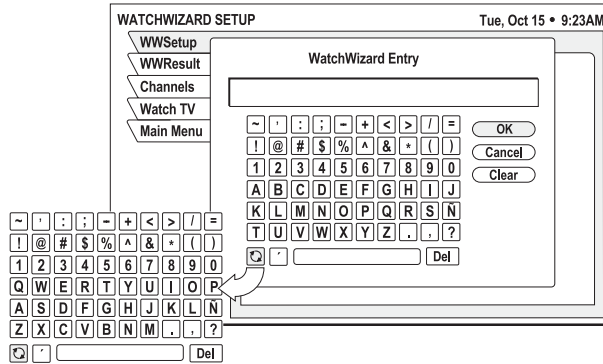 WATCHWIZARD SETUP
Tue, Oct 15 • 9:23AM
WWSetup
WWResult
Channels
Watch TV
Main Menu
WatchWizard Entry
~ ' : ; - + < > / =
! @ # $ % ^ & * ( )
1 2 3 4 5 6 7 8 9 0
A B C D E F G H I J
K L M N O P Q R S Ñ
T U V W X Y Z . , ?
´ Del
OK
Cancel
Clear
~ ' : ; - + < > / =
! @ # $ % ^ & * ( )
1 2 3 4 5 6 7 8 9 0
Q W E R T Y U I O P
A S D F G H J K L Ñ
Z X C V B N M . , ?
´ Del